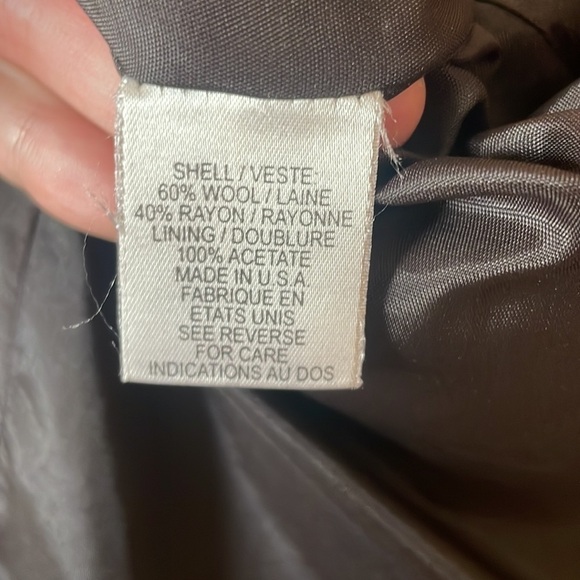 SHELL / VESTE:
60% WOOL / LAINE
40% RAYON / RAYONNE
LINING / DOUBLURE
100% ACETATE
MADE IN U.S.A.
FABRIQUE EN
ETATS UNIS
SEE REVERSE
FOR CARE
INDICATIONS AU DOS